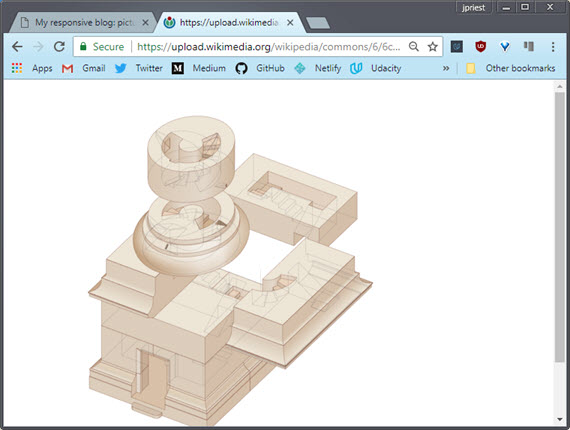 jpriest
My responsive blog: pict
https://upload.wikimedia
Secure https://upload.wikimedia.org/wikipedia/commons/6/6c...
Apps Gmail Twitter Medium GitHub Netlify Udacity » Other bookmarks